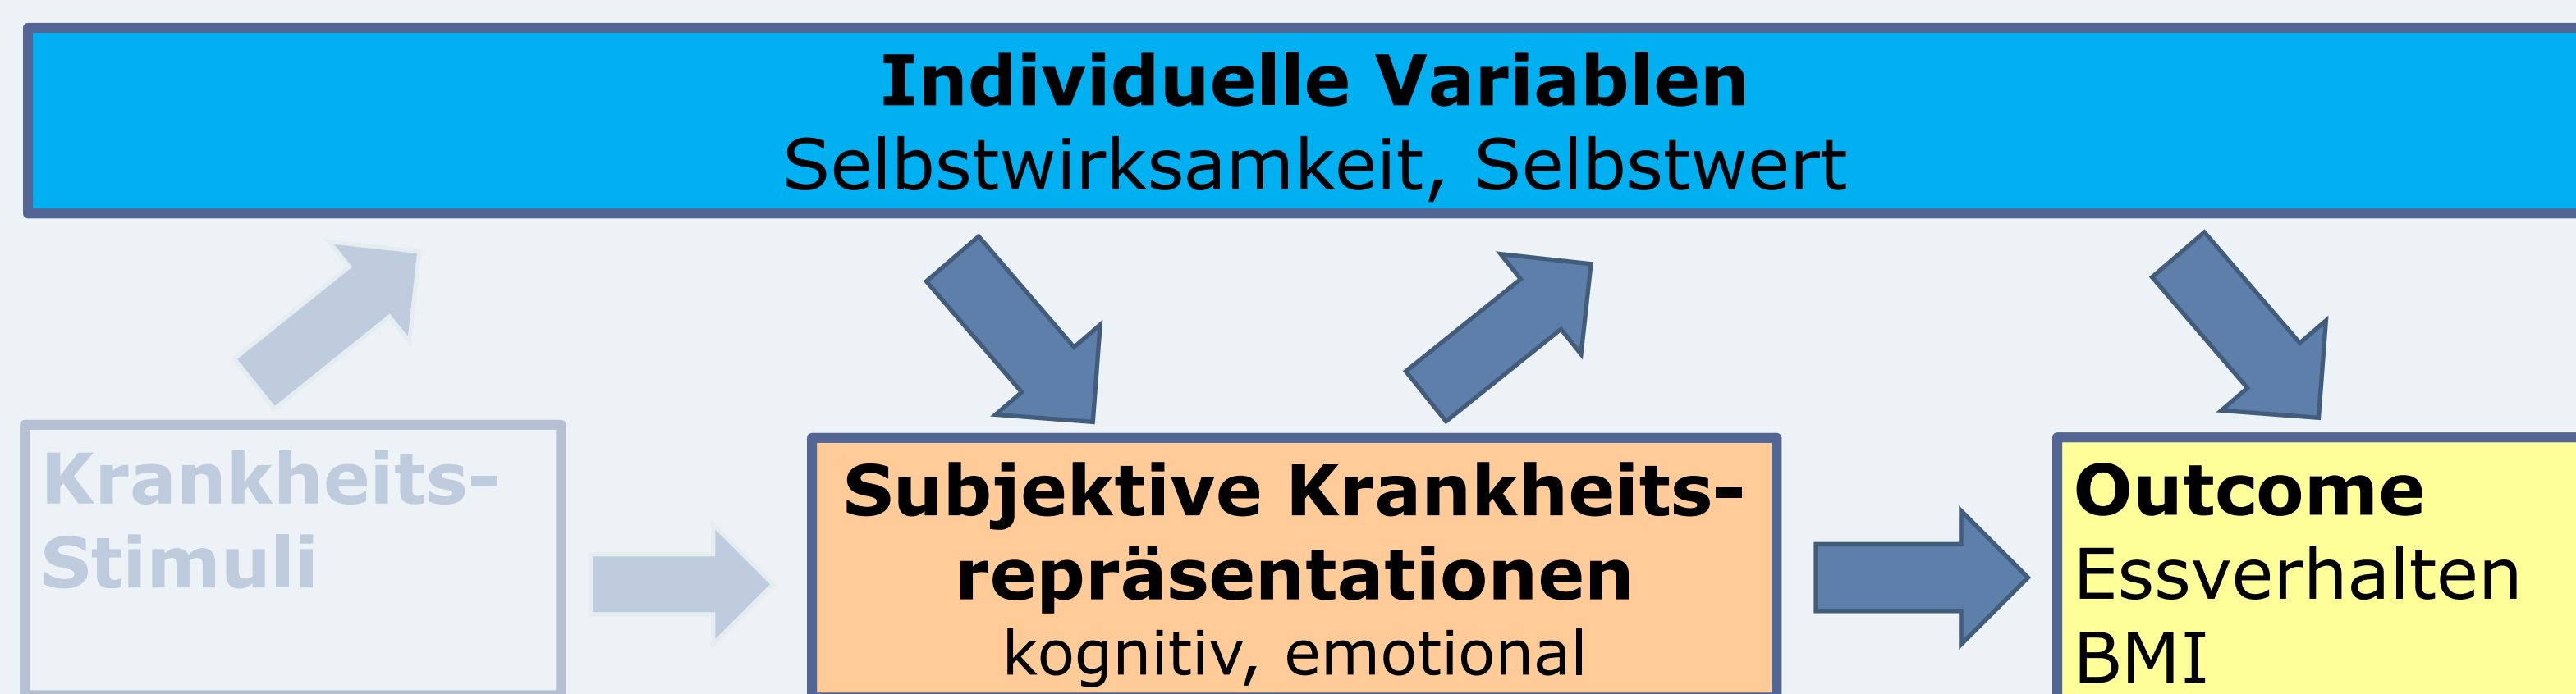 Individuelle Variablen
Selbstwirksamkeit, Selbstwert
Krankheits-
Stimuli
Subjektive Krankheits-
repräsentationen
kognitiv, emotional
Outcome
Essverhalten
BMI